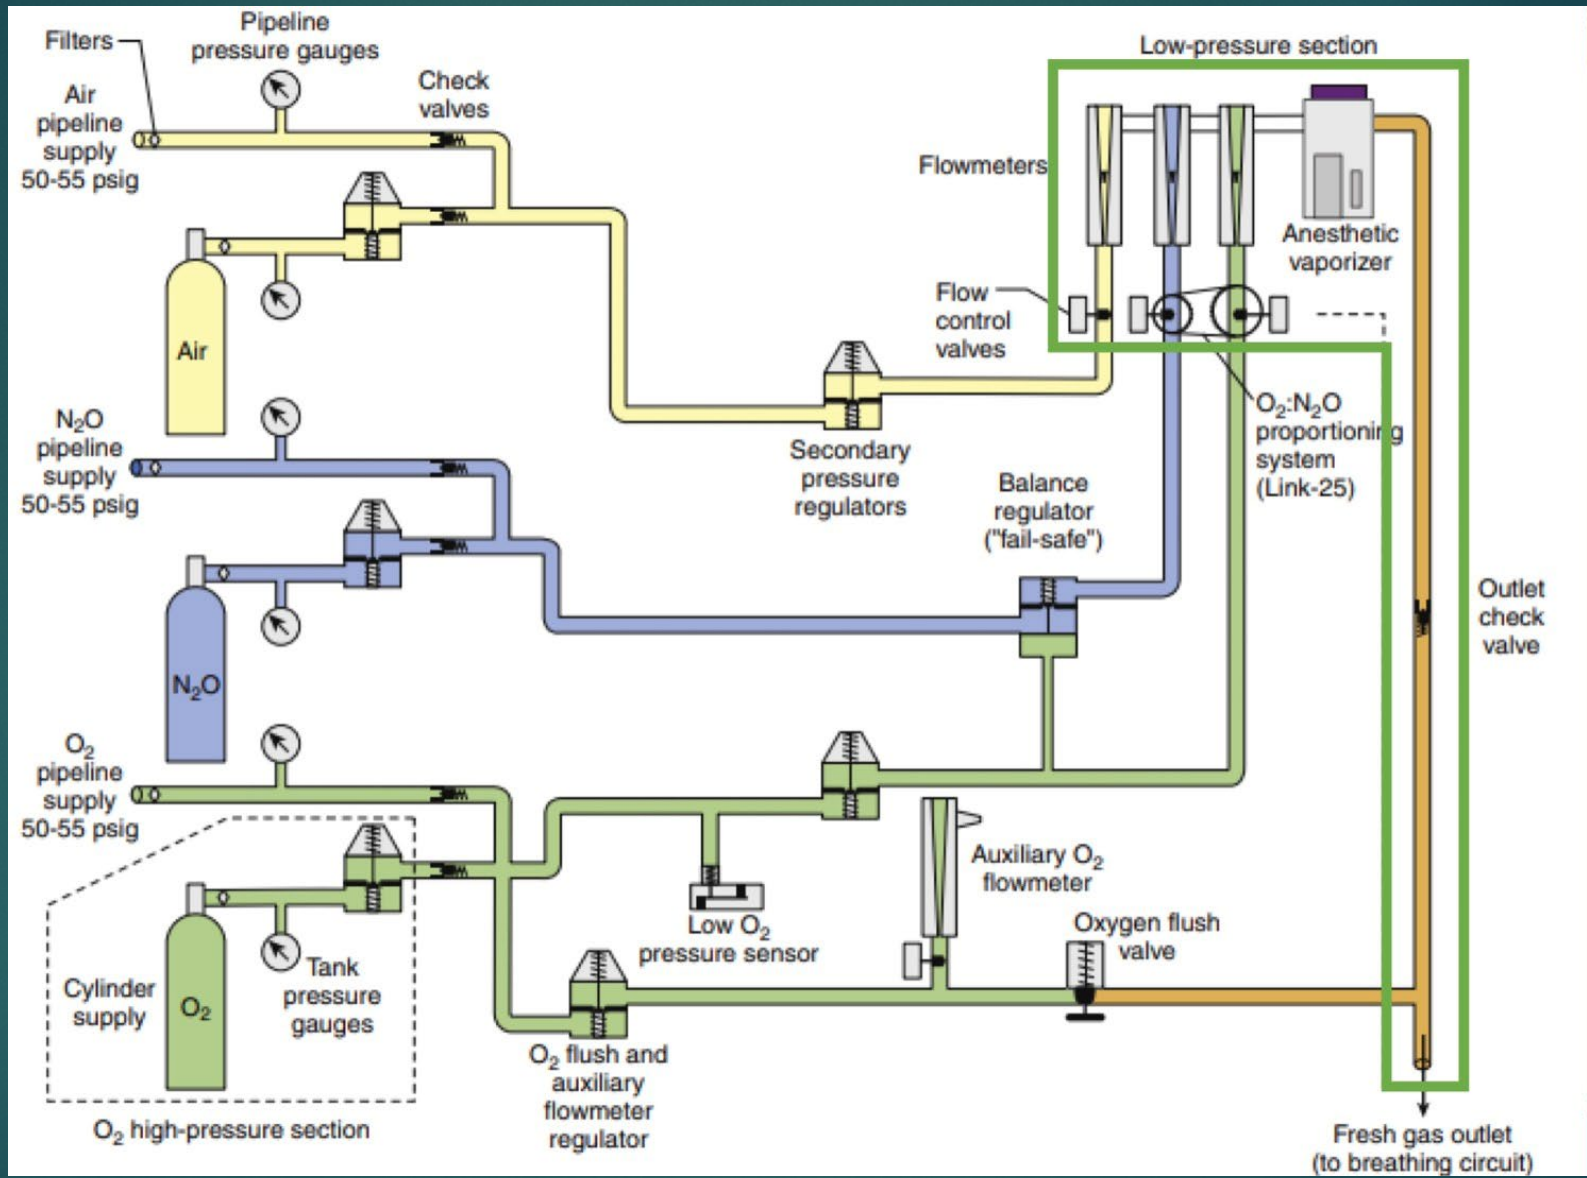 Filters
Pipeline
pressure gauges
Check
valves
Air
pipeline
supply
50-55 psig
Air
Low-pressure section
Flowmeters
Anesthetic
vaporizer
Flow
control
valves
O₂:N₂O
proportioning
system
(Link-25)
Secondary
pressure
regulators
Balance
regulator
("fail-safe")
N₂O
pipeline
supply
50-55 psig
N₂O
Outlet
check
valve
O₂
pipeline
supply
50-55 psig
Cylinder
supply
O₂
Tank
pressure
gauges
O₂ high-pressure section
Low O₂
pressure sensor
Auxiliary O₂
flowmeter
Oxygen flush
valve
O₂ flush and
auxiliary
flowmeter
regulator
Fresh gas outlet
(to breathing circuit)